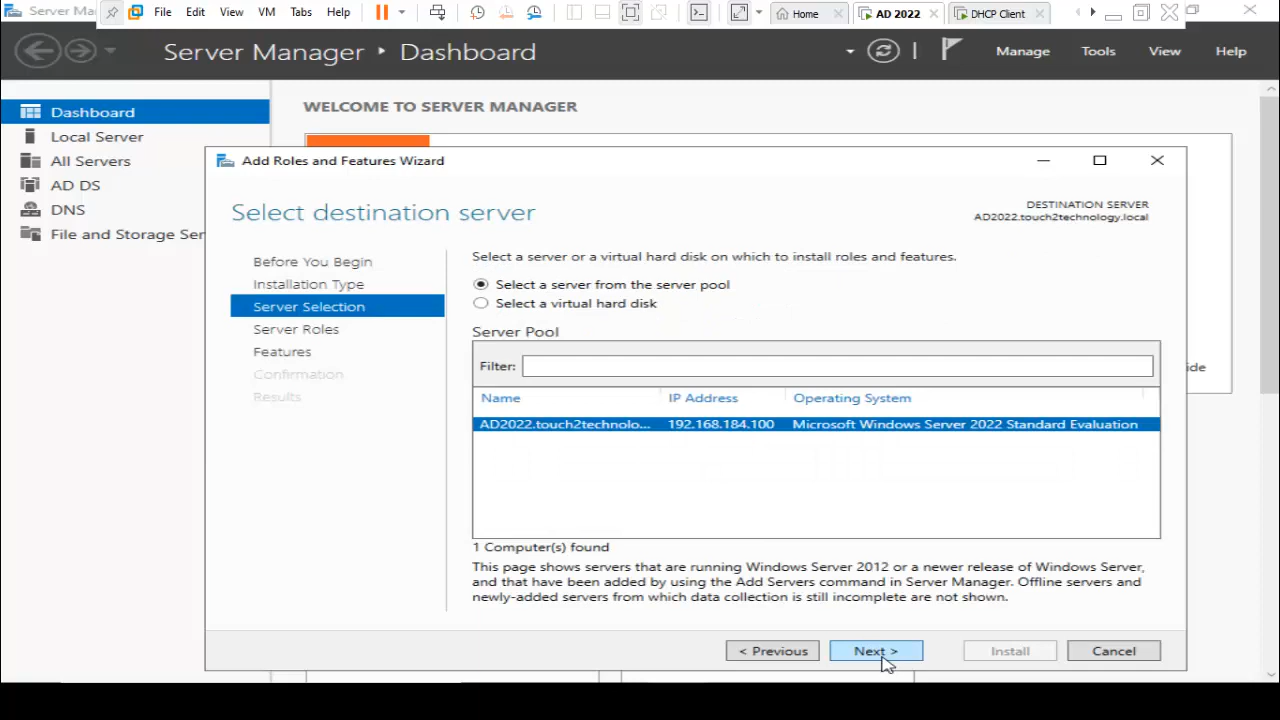 Server Ma
File
Edit
View
VM
Tabs
Help
Home
AD 2022
DHCP Client
Server Manager
Dashboard
Manage
Tools
View
Help
Dashboard
Local Server
All Servers
AD DS
DNS
File and Storage Ser
WELCOME TO SERVER MANAGER
Add Roles and Features Wizard
Select destination server
DESTINATION SERVER
AD2022.touch2technology.local
Before You Begin
Installation Type
Server Selection
Server Roles
Features
Confirmation
Results
Select a server or a virtual hard disk on which to install roles and features.
Select a server from the server pool
Select a virtual hard disk
Server Pool
Filter:
Name IP Address Operating System
AD2022.touch2technolo... 192.168.184.100 Microsoft Windows Server 2022 Standard Evaluation
1 Computer(s) found
This page shows servers that are running Windows Server 2012 or a newer release of Windows Server,
and that have been added by using the Add Servers command in Server Manager. Offline servers and
newly-added servers from which data collection is still incomplete are not shown.
ide
< Previous
Next >
Install
Cancel